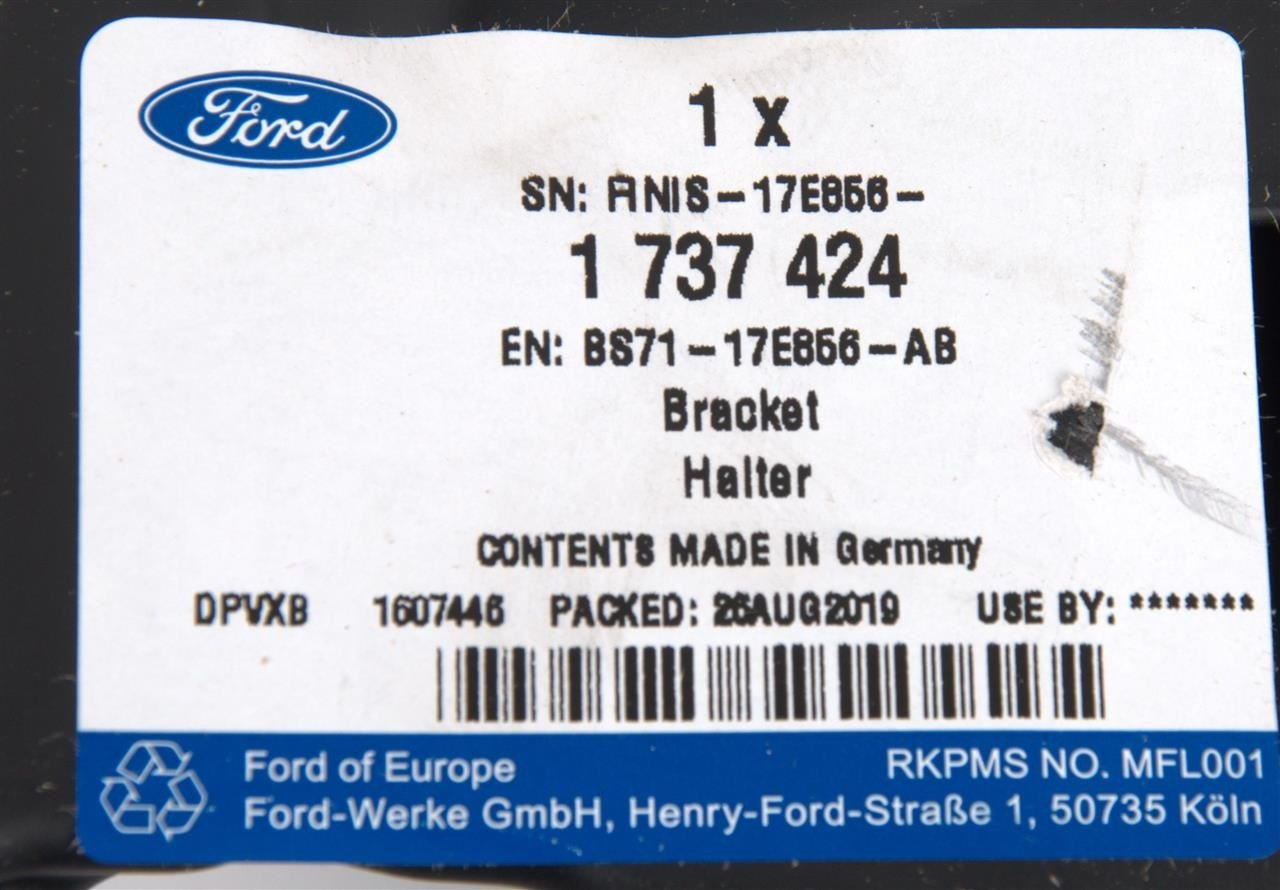 Ford
1 x
SN: FINIS-17E856-
1 737 424
EN: BS71-17E856-AB
Bracket
Halter
CONTENTS MADE IN Germany
DPVXB 1607446 PACKED: 26AUG2019 USE BY: *******
Ford of Europe
RKPMS NO. MFL001
Ford-Werke GmbH, Henry-Ford-Straße 1, 50735 Köln